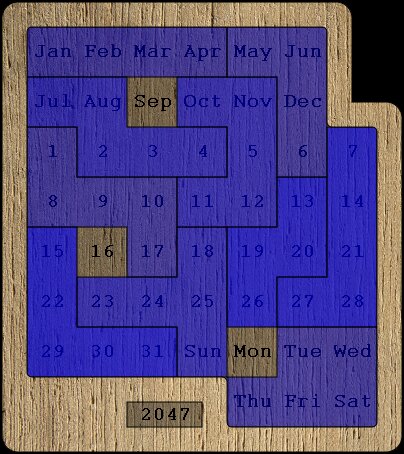 Jan Feb Mar Apr May Jun
Jul Aug Sep Oct Nov Dec
1 2 3 4 5 6 7
8 9 10 11 12 13 14
15 16 17 18 19 20 21
22 23 24 25 26 27 28
29 30 31 Sun Mon Tue Wed
Thu Fri Sat
2047